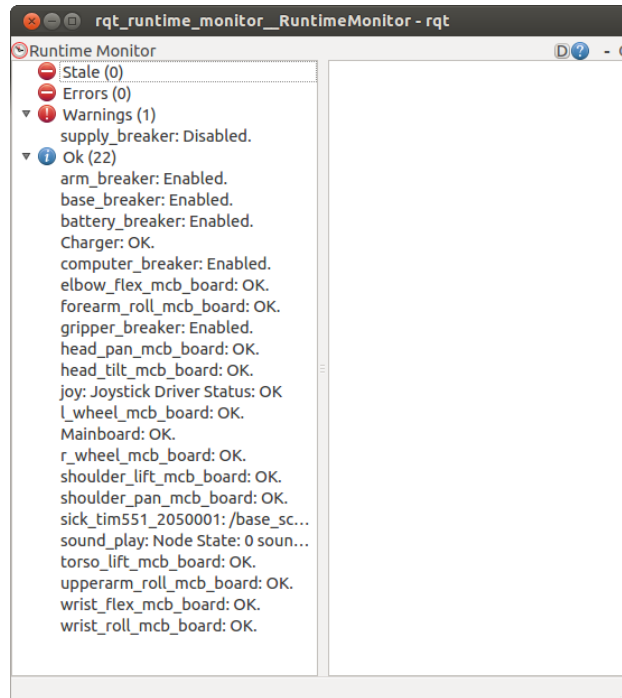 rqt_runtime_monitor__RuntimeMonitor - rqt
Runtime Monitor D ? -
Stale (0)
Errors (0)
Warnings (1)
supply_breaker: Disabled.
Ok (22)
arm_breaker: Enabled.
base_breaker: Enabled.
battery_breaker: Enabled.
Charger: OK.
computer_breaker: Enabled.
elbow_flex_mcb_board: OK.
forearm_roll_mcb_board: OK.
gripper_breaker: Enabled.
head_pan_mcb_board: OK.
head_tilt_mcb_board: OK.
joy: Joystick Driver Status: OK
l_wheel_mcb_board: OK.
Mainboard: OK.
r_wheel_mcb_board: OK.
shoulder_lift_mcb_board: OK.
shoulder_pan_mcb_board: OK.
sick_tim551_2050001: /base_sc...
sound_play: Node State: 0 soun...
torso_lift_mcb_board: OK.
upperarm_roll_mcb_board: OK.
wrist_flex_mcb_board: OK.
wrist_roll_mcb_board: OK.